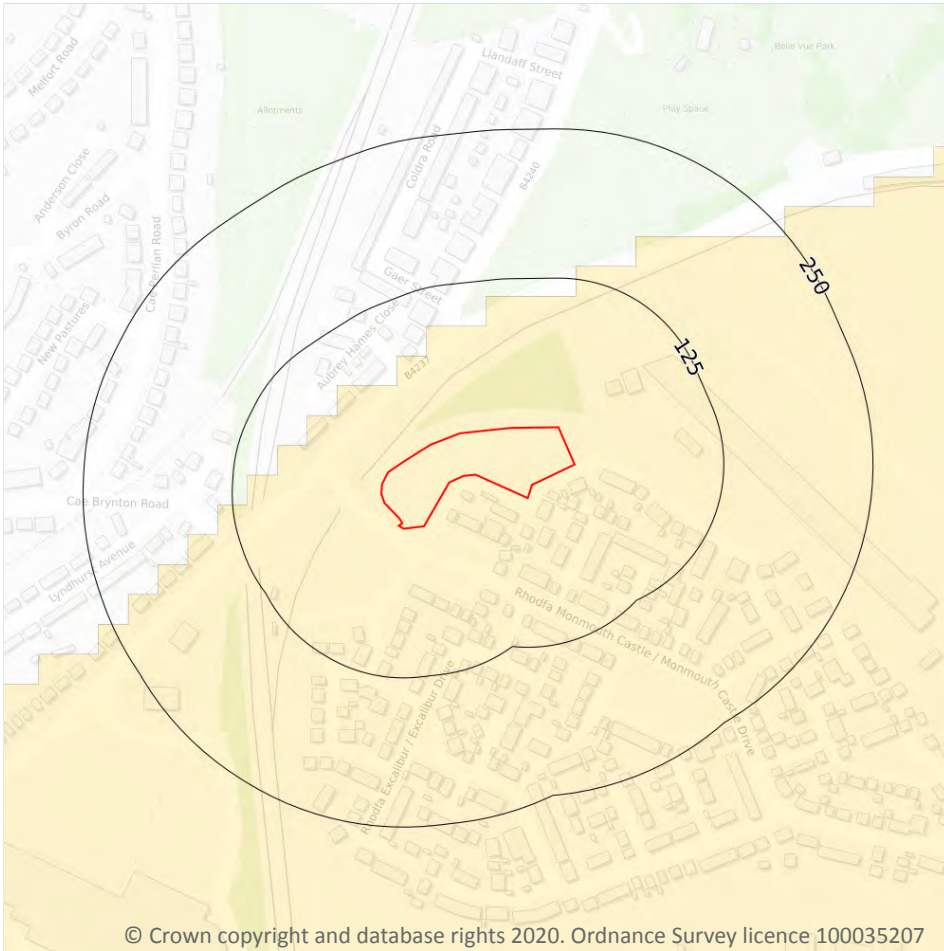 Melfort Road
Llandaff Street
Belle Vue Park
Allotments
Play Space
Coldra Road
B4240
Anderson Close
Byron Road
Cae Perllan Road
Gaer Street
250
New Pastures
Aubrey Hames Close
B4237
125
Cae Brynton Road
Lyndhurst Avenue
Rhodfa Monmouth Castle / Monmouth Castle Drive
Rhodfa Excalibur / Excalibur Drive
© Crown copyright and database rights 2020. Ordnance Survey licence 100035207